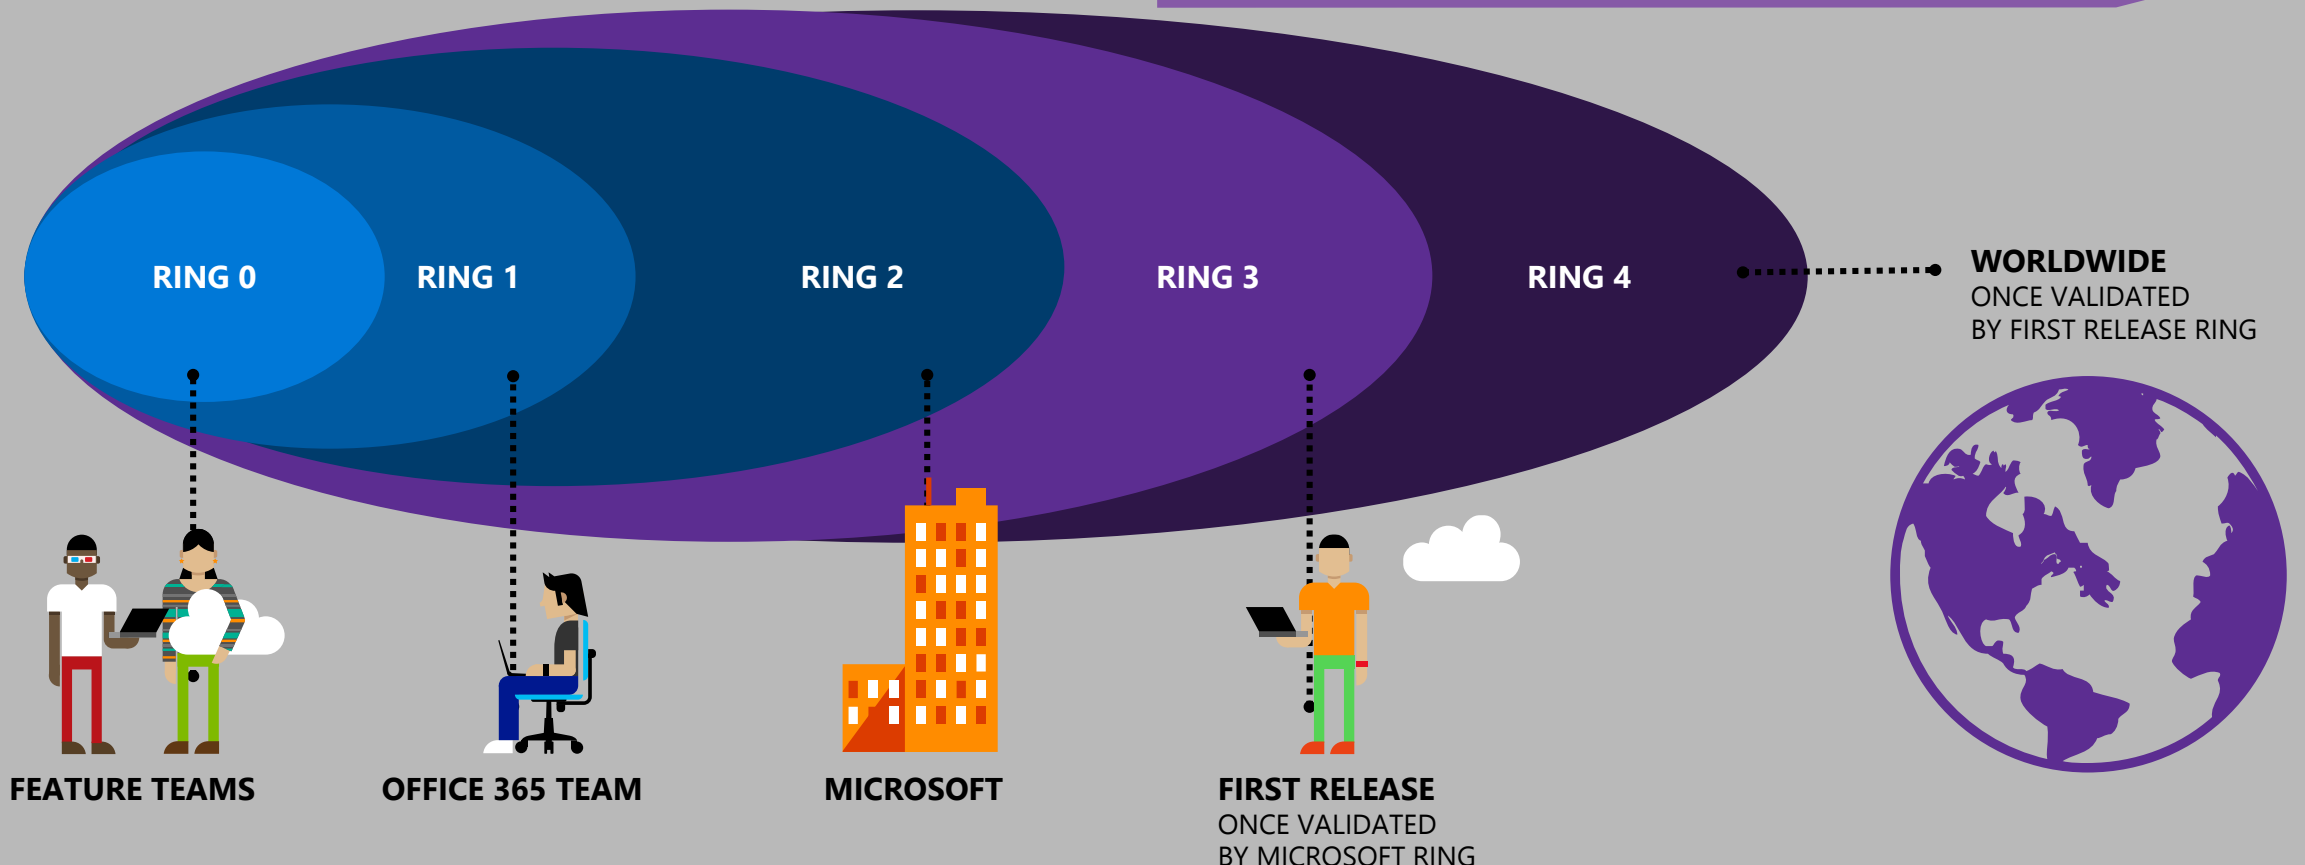 RING 0
RING 1
RING 2
RING 3
RING 4
WORLDWIDE
ONCE VALIDATED
BY FIRST RELEASE RING
FEATURE TEAMS
OFFICE 365 TEAM
MICROSOFT
FIRST RELEASE
ONCE VALIDATED
BY MICROSOFT RING